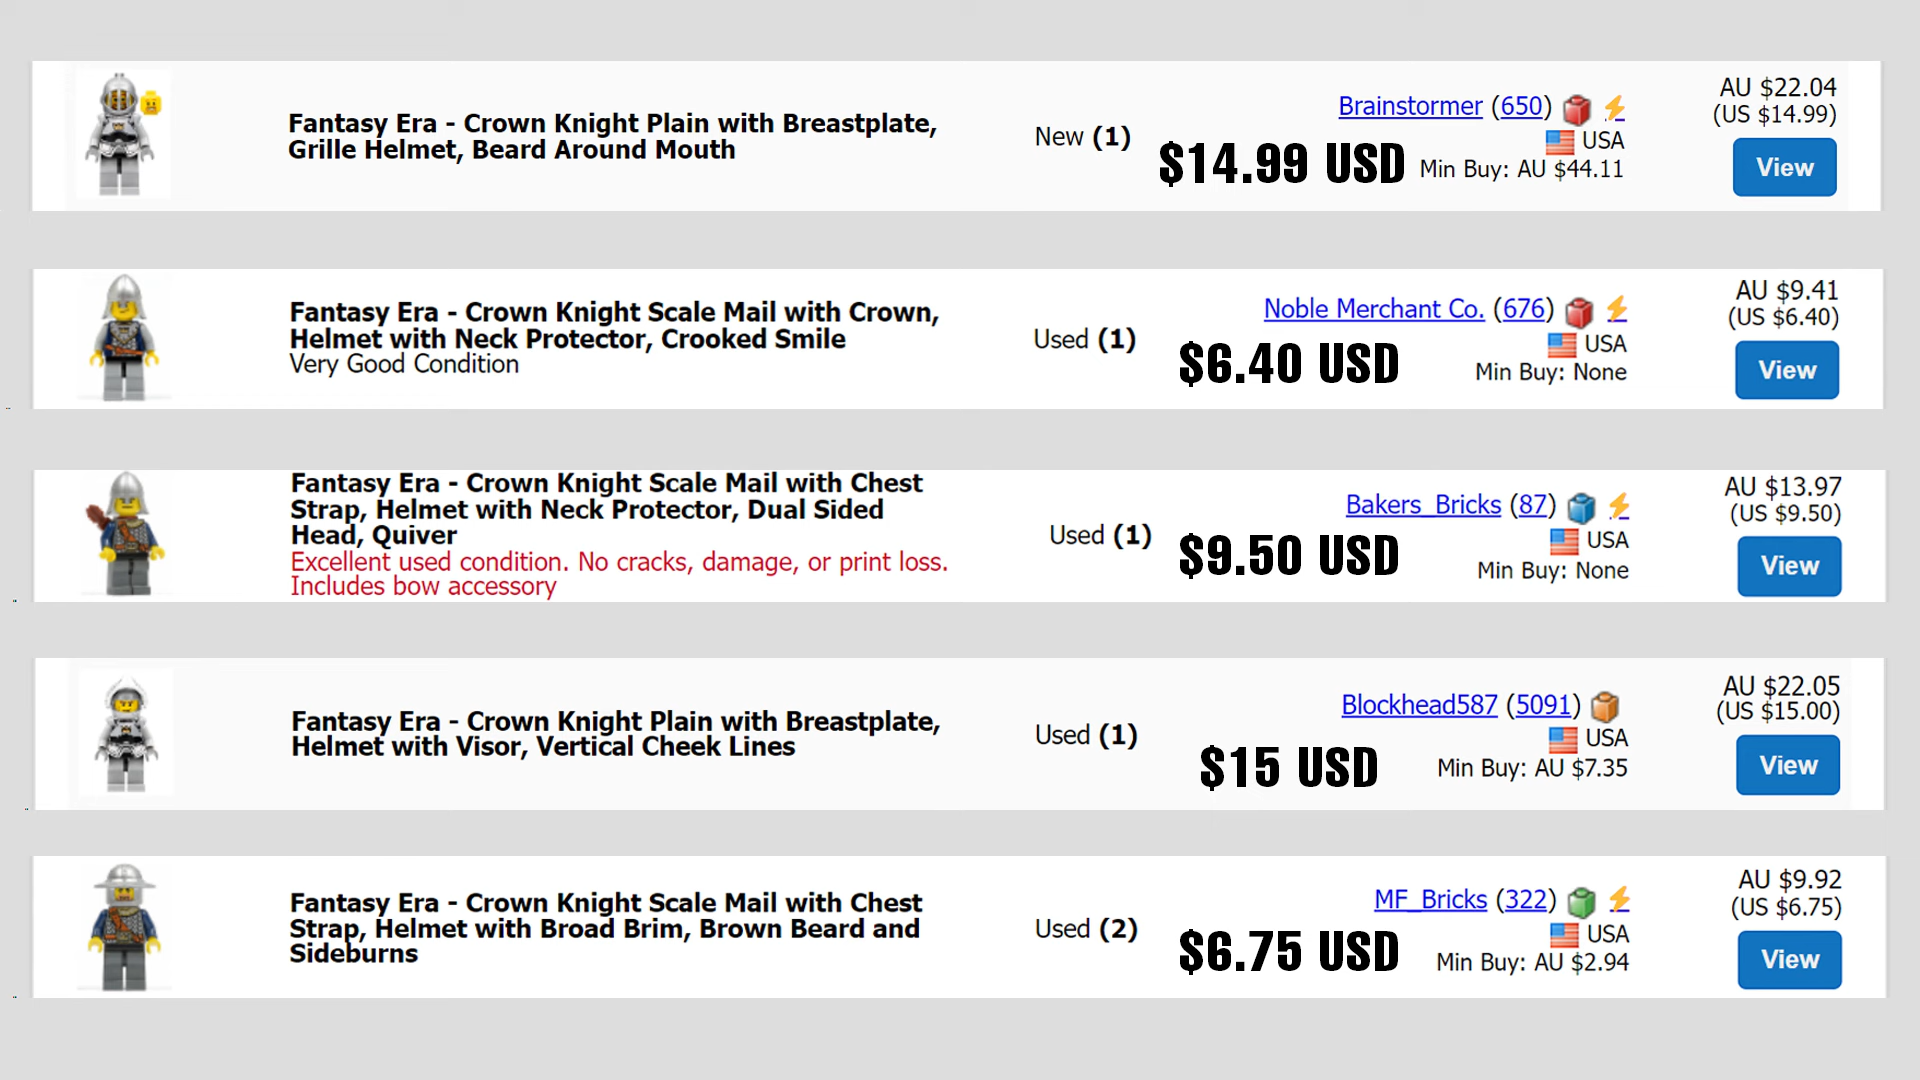 Fantasy Era - Crown Knight Plain with Breastplate,
Grille Helmet, Beard Around Mouth
New (1)
$14.99 USD
Brainstormer (650)
USA
Min Buy: AU $44.11
AU $22.04
(US $14.99)
View
Fantasy Era - Crown Knight Scale Mail with Crown,
Helmet with Neck Protector, Crooked Smile
Very Good Condition
Used (1)
$6.40 USD
Noble Merchant Co. (676)
USA
Min Buy: None
AU $9.41
(US $6.40)
View
Fantasy Era - Crown Knight Scale Mail with Chest
Strap, Helmet with Neck Protector, Dual Sided
Head, Quiver
Excellent used condition. No cracks, damage, or print loss.
Includes bow accessory
Used (1)
$9.50 USD
Bakers_Bricks (87)
USA
Min Buy: None
AU $13.97
(US $9.50)
View
Fantasy Era - Crown Knight Plain with Breastplate,
Helmet with Visor, Vertical Cheek Lines
Used (1)
$15 USD
Blockhead587 (5091)
USA
Min Buy: AU $7.35
AU $22.05
(US $15.00)
View
Fantasy Era - Crown Knight Scale Mail with Chest
Strap, Helmet with Broad Brim, Brown Beard and
Sideburns
Used (2)
$6.75 USD
MF_Bricks (322)
USA
Min Buy: AU $2.94
AU $9.92
(US $6.75)
View